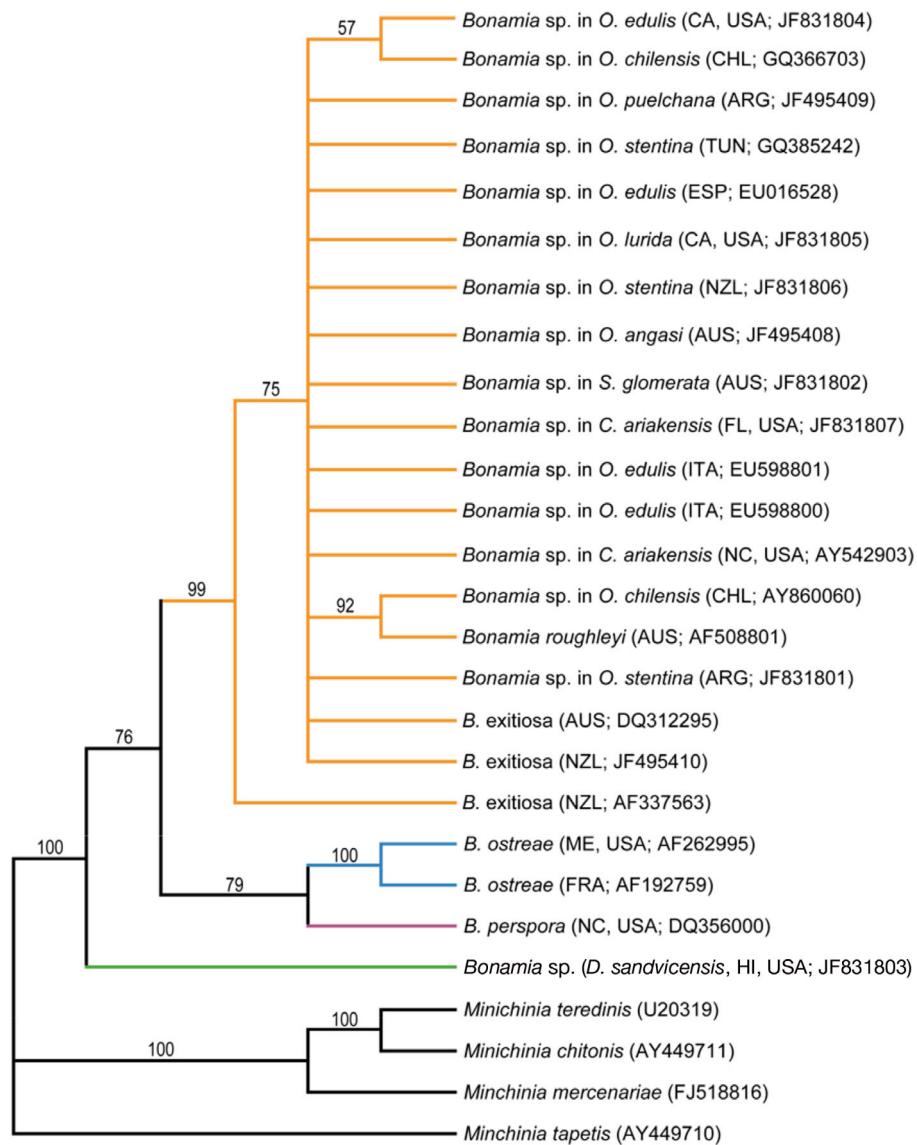 57
Bonamia sp. in O. edulis (CA, USA; JF831804)
Bonamia sp. in O. chilensis (CHL; GQ366703)
Bonamia sp. in O. puelchana (ARG; JF495409)
Bonamia sp. in O. stentina (TUN; GQ385242)
Bonamia sp. in O. edulis (ESP; EU016528)
Bonamia sp. in O. lurida (CA, USA; JF831805)
Bonamia sp. in O. stentina (NZL; JF831806)
Bonamia sp. in O. angasi (AUS; JF495408)
75
Bonamia sp. in S. glomerata (AUS; JF831802)
Bonamia sp. in C. ariakensis (FL, USA; JF831807)
Bonamia sp. in O. edulis (ITA; EU598801)
Bonamia sp. in O. edulis (ITA; EU598800)
Bonamia sp. in C. ariakensis (NC, USA; AY542903)
99
92
Bonamia sp. in O. chilensis (CHL; AY860060)
Bonamia roughleyi (AUS; AF508801)
Bonamia sp. in O. stentina (ARG; JF831801)
B. exitiosa (AUS; DQ312295)
76
B. exitiosa (NZL; JF495410)
B. exitiosa (NZL; AF337563)
100
B. ostreae (ME, USA; AF262995)
100
B. ostreae (FRA; AF192759)
79
B. perspora (NC, USA; DQ356000)
Bonamia sp. (D. sandvicensis, HI, USA; JF831803)
Minichinia teredinis (U20319)
100
Minichinia chitonis (AY449711)
100
Minchinia mercenariae (FJ518816)
Minchinia tapetis (AY449710)